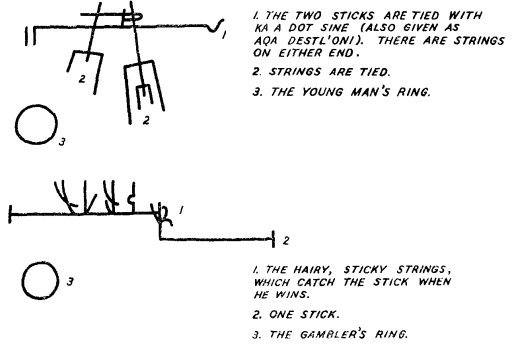 1
1. THE TWO STICKS ARE TIED WITH
KA A DOT SINE (ALSO GIVEN AS
AQA DESTL'ONI). THERE ARE STRINGS
ON EITHER END.
2
2
2. STRINGS ARE TIED.
3. THE YOUNG MAN'S RING.
3
1
2
3
1. THE HAIRY, STICKY STRINGS,
WHICH CATCH THE STICK WHEN
HE WINS.
2. ONE STICK.
3. THE GAMBLER'S RING.